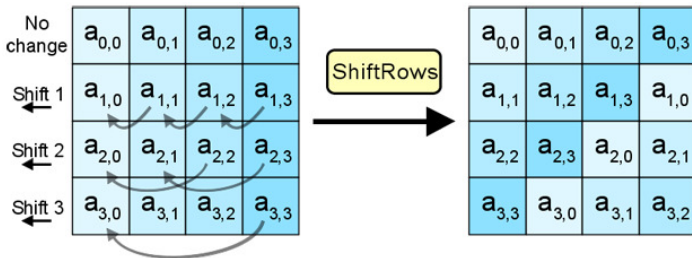 No change a0,0 a0,1 a0,2 a0,3
Shift 1 a1,0 a1,1 a1,2 a1,3
Shift 2 a2,0 a2,1 a2,2 a2,3
Shift 3 a3,0 a3,1 a3,2 a3,3
ShiftRows
a0,0 a0,1 a0,2 a0,3
a1,1 a1,2 a1,3 a1,0
a2,2 a2,3 a2,0 a2,1
a3,3 a3,0 a3,1 a3,2